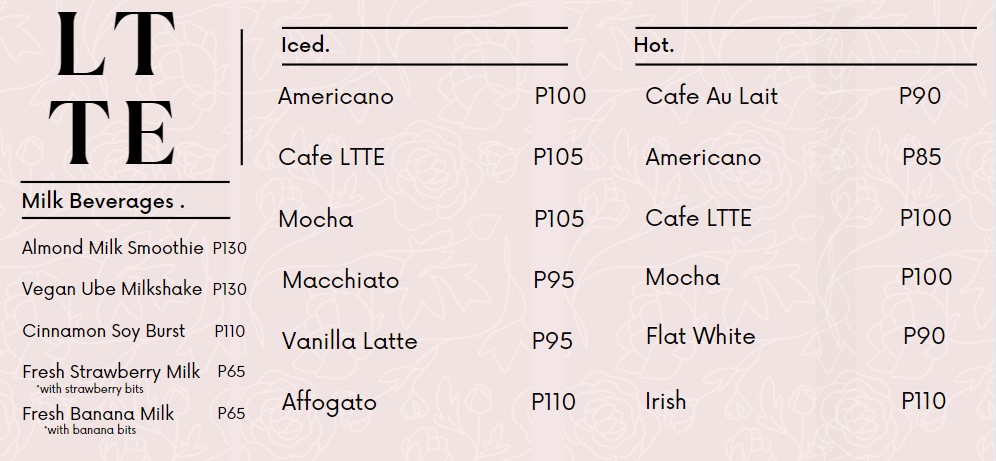 LT
TE
Milk Beverages .
Almond Milk Smoothie P130
Vegan Ube Milkshake P130
Cinnamon Soy Burst P110
Fresh Strawberry Milk P65
*with strawberry bits
Fresh Banana Milk P65
*with banana bits
Iced.
Americano P100
Cafe LTTE P105
Mocha P105
Macchiato P95
Vanilla Latte P95
Affogato P110
Hot.
Cafe Au Lait P90
Americano P85
Cafe LTTE P100
Mocha P100
Flat White P90
Irish P110